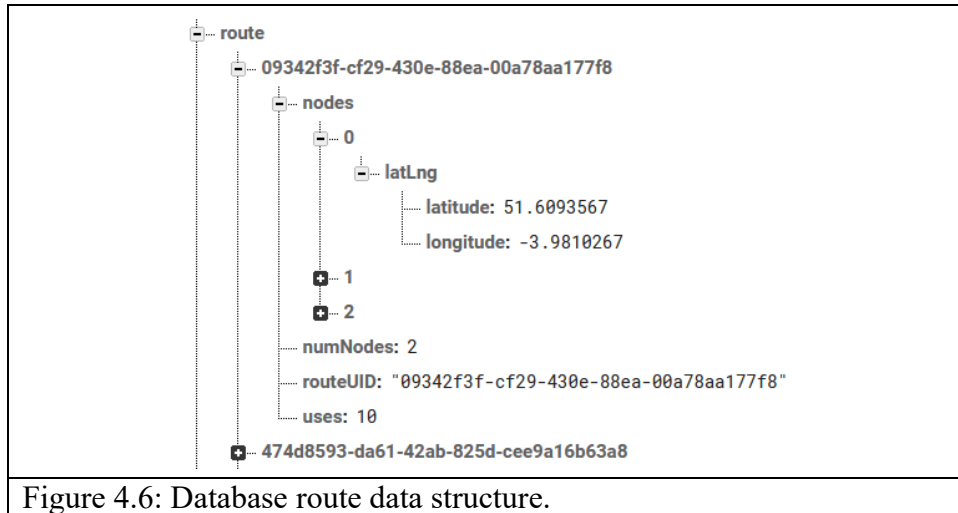 route
09342f3f-cf29-430e-88ea-00a78aa177f8
nodes
0
latLng
latitude: 51.6093567
longitude: -3.9810267
1
2
numNodes: 2
routeUID: "09342f3f-cf29-430e-88ea-00a78aa177f8"
uses: 10
474d8593-da61-42ab-825d-cee9a16b63a8
Figure 4.6: Database route data structure.